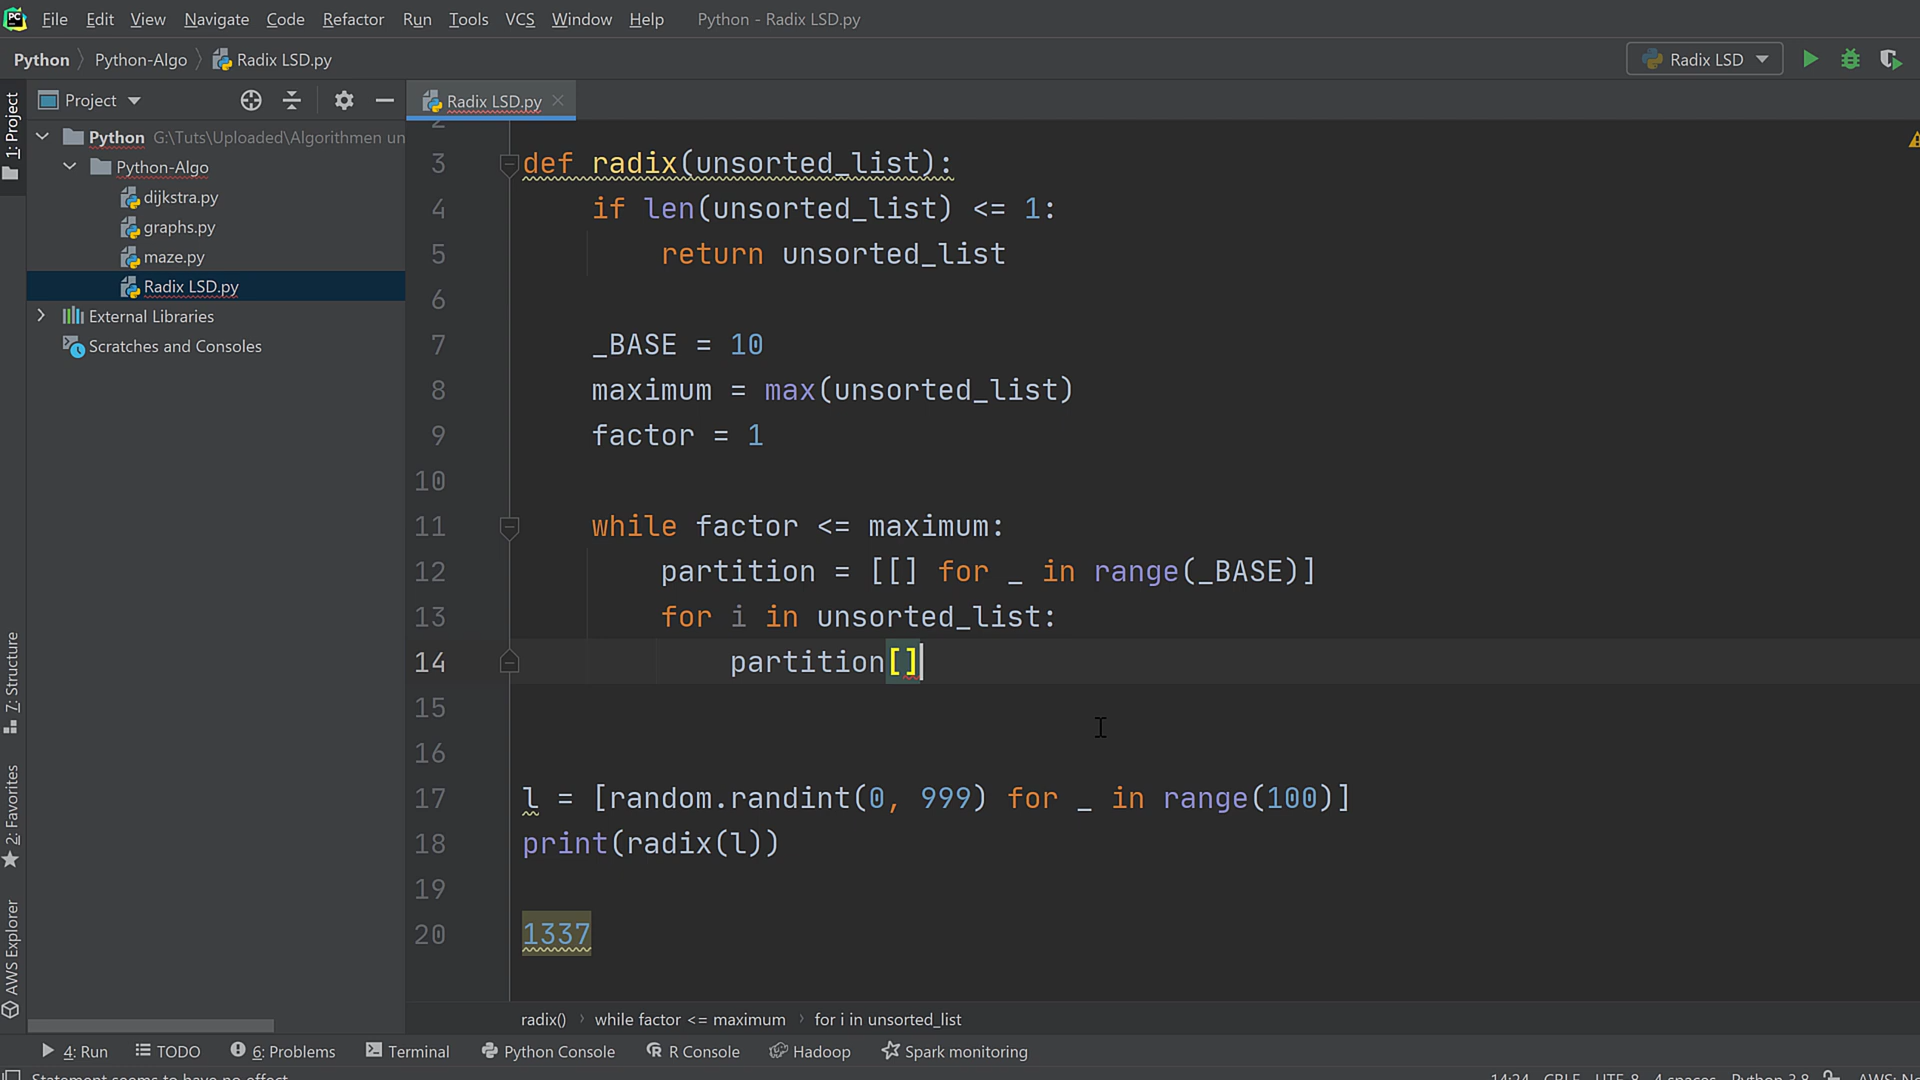 File Edit View Navigate Code Refactor Run Tools VCS Window Help Python - Radix LSD.py
Python Python-Algo Radix LSD.py Radix LSD
Project
Radix LSD.py
1: Project
Python G:\Tuts\Uploaded\Algorithmen un
Python-Algo
dijkstra.py
graphs.py
maze.py
Radix LSD.py
External Libraries
Scratches and Consoles
7: Structure
2: Favorites
AWS Explorer
2
3 def radix(unsorted_list):
4 if len(unsorted_list) <= 1:
5 return unsorted_list
6
7 _BASE = 10
8 maximum = max(unsorted_list)
9 factor = 1
10
11 while factor <= maximum:
12 partition = [[] for _ in range(_BASE)]
13 for i in unsorted_list:
14 partition[]
15
16
17 l = [random.randint(0, 999) for _ in range(100)]
18 print(radix(l))
19
20 1337
radix() while factor <= maximum for i in unsorted_list
4: Run TODO 6: Problems Terminal Python Console R Console Hadoop Spark monitoring
Statement seems to have no effect 14:24 CRLF UTF-8 4 spaces Python 3.8 AWS: No